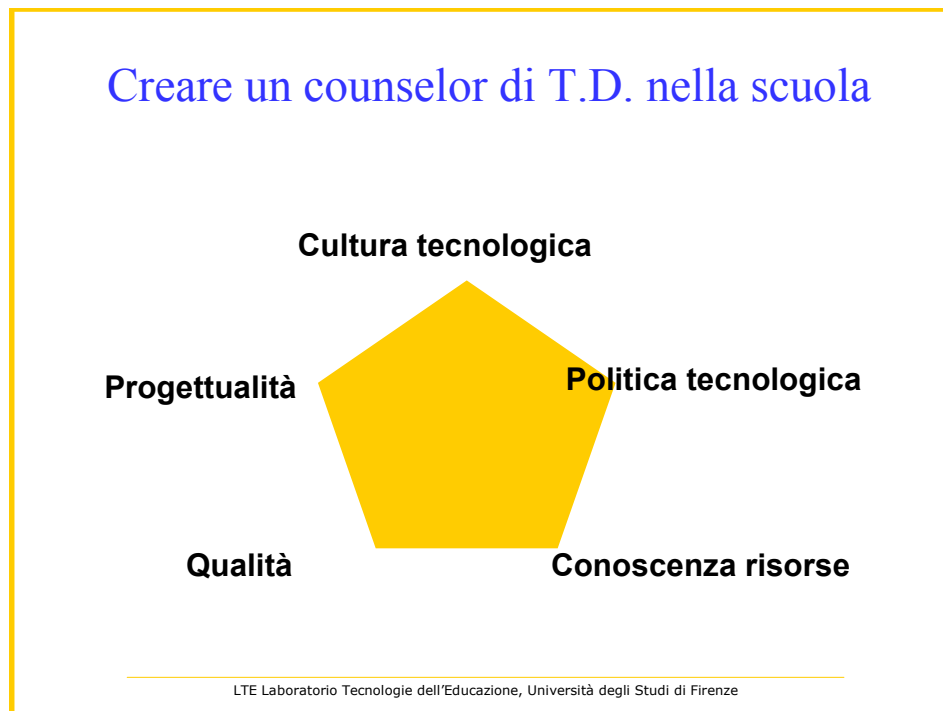 Creare un counselor di T.D. nella scuola
Cultura tecnologica
Progettualità
Politica tecnologica
Qualità
Conoscenza risorse
LTE Laboratorio Tecnologie dell’Educazione, Università degli Studi di Firenze